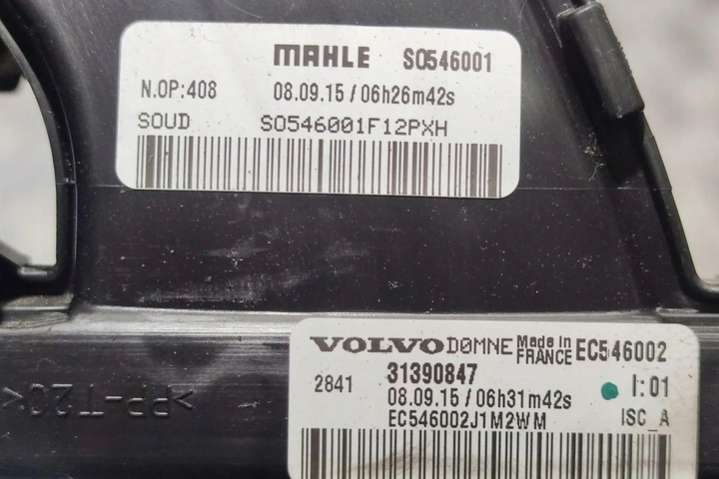 MAHLE S0546001
N.OP:408 08.09.15 / 06h26m42s
SOUD S0546001F12PXH
VOLVO DØMNE Made in FRANCE EC546002
2841 31390847 I:01
08.09.15 / 06h31m42s
EC546002J1M2WM ISC_A
>PP-T20<